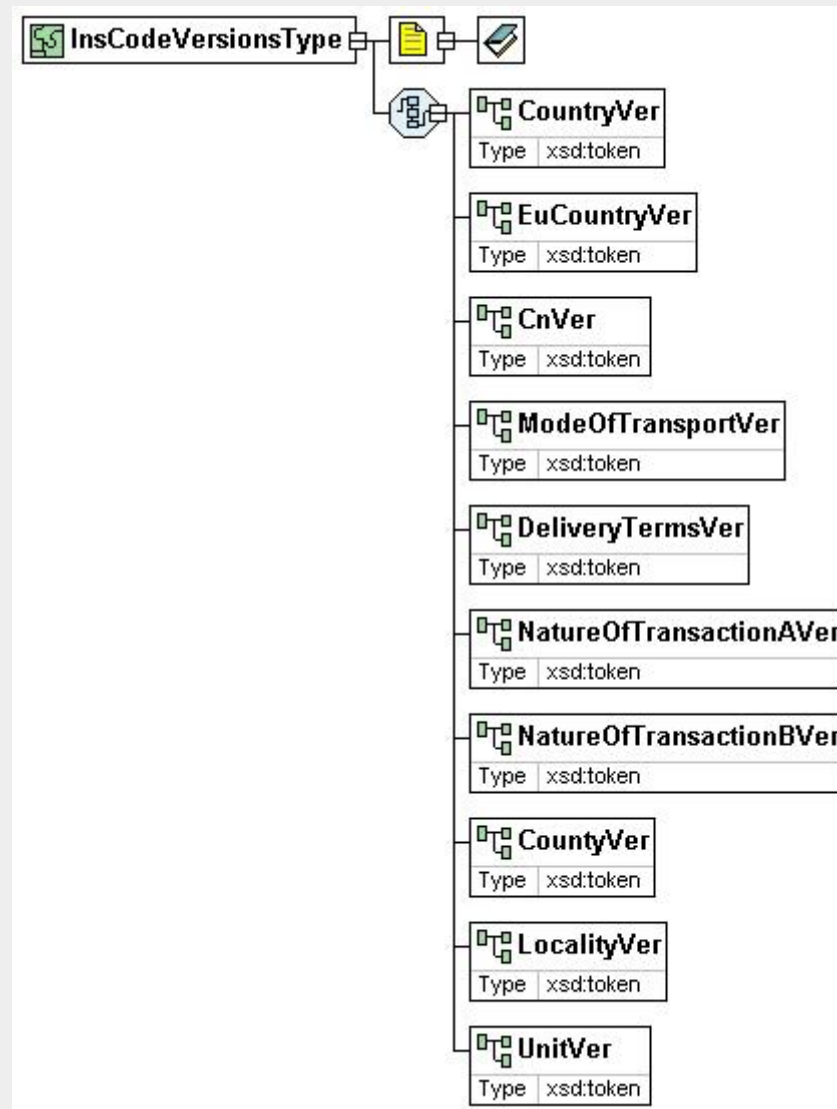 InsCodeVersionsType
CountryVer
Type xsd:token
EuCountryVer
Type xsd:token
CnVer
Type xsd:token
ModeOfTransportVer
Type xsd:token
DeliveryTermsVer
Type xsd:token
NatureOfTransactionAVer
Type xsd:token
NatureOfTransactionBVer
Type xsd:token
CountyVer
Type xsd:token
LocalityVer
Type xsd:token
UnitVer
Type xsd:token